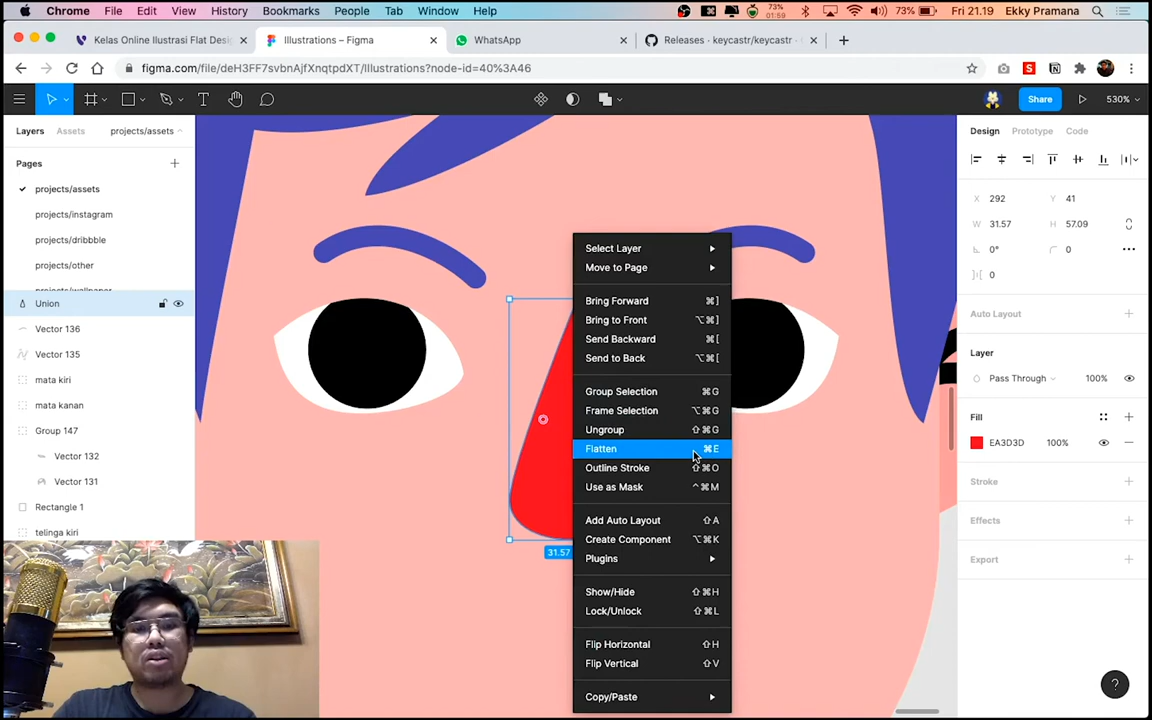 Chrome File Edit View History Bookmarks People Tab Window Help 73% 01:59 73% Fri 21.19 Ekky Pramana
Kelas Online Ilustrasi Flat Desig
Illustrations – Figma
WhatsApp
Releases · keycastr/keycastr ·
figma.com/file/deH3FF7svbnAjfXnqtpdXT/Illustrations?node-id=40%3A46
Share
530%
Layers Assets projects/assets
Pages
projects/assets
projects/instagram
projects/dribbble
projects/other
projects/wallpaper
Union
Vector 136
Vector 135
mata kiri
mata kanan
Group 147
Vector 132
Vector 131
Rectangle 1
telinga kiri
31.57
Select Layer
Move to Page
Bring Forward ⌘]
Bring to Front ⌥⌘]
Send Backward ⌘[
Send to Back ⌥⌘[
Group Selection ⌘G
Frame Selection ⌥⌘G
Ungroup ⇧⌘G
Flatten ⌘E
Outline Stroke ⇧⌘O
Use as Mask ^⌘M
Add Auto Layout ⇧A
Create Component ⌥⌘K
Plugins
Show/Hide ⇧⌘H
Lock/Unlock ⇧⌘L
Flip Horizontal ⇧H
Flip Vertical ⇧V
Copy/Paste
Design Prototype Code
X 292 Y 41
W 31.57 H 57.09
0° 0
0
Auto Layout
Layer
Pass Through 100%
Fill
EA3D3D 100%
Stroke
Effects
Export
?